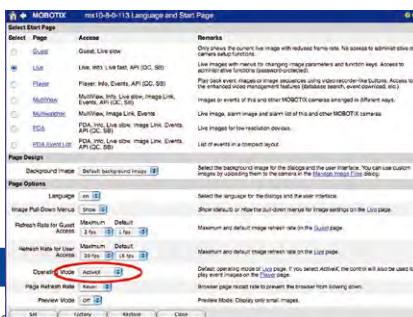 MOBOTIX mx10-8-0-113 Language and Start Page
Select Start Page
Select Page Access Remarks
Guest Guest, Live slow Only shows the current live image with reduced frame rate. No access to administrative or camera setup functions.
Live Live, Info, Live fast, API (QC, SB) Live images with menus for changing image parameters and function keys. Access to administrative functions (password-protected).
Player Player, Info, Events, API (QC, SB) Play back event images or image sequences using video recorder-like buttons. Access to the enhanced video management features (database search, event download, etc.)
MultiView MultiView, Info, Live slow, Image Link, Events, API (QC, SB) Images or events of this and other MOBOTIX cameras arranged in different ways.
Multiwatcher MultiView, Image Link, Events Live image, alarm image and alarm list of this and other MOBOTIX cameras.
PDA PDA, Info, Live slow, Image Link, Events, API (QC, SB) Live images for low resolution devices.
PDA Event List PDA, Info, Live slow, Image Link, Events, API (QC, SB) List of events in a compact layout
Page Design
Background Image Default background image Select the background image for the dialogs and the user interface. You can use custom images by uploading them to the camera in the Manage Image Files dialog.
Page Options
Language en Select the language for the dialogs and the user interface.
Image Pull-Down Menus Show Show (default) or hide the pull-down menus for image settings on the Live page.
Refresh Rate for Guest Access Maximum 2 fps Default 1 fps Maximum and default image refresh rate on the Guest page.
Refresh Rate for User Access Maximum 30 fps Default 16 fps Maximum and default image refresh rate on the Live page.
Operating Mode ActiveX Default operating mode of Live page. If you select ActiveX, the control will also be used to play event images on the Player page.
Page Refresh Rate Never Browser page reload rate to prevent the browser from slowing down.
Preview Mode Off Preview Mode: Display only small images.
Set Factory Restore Close